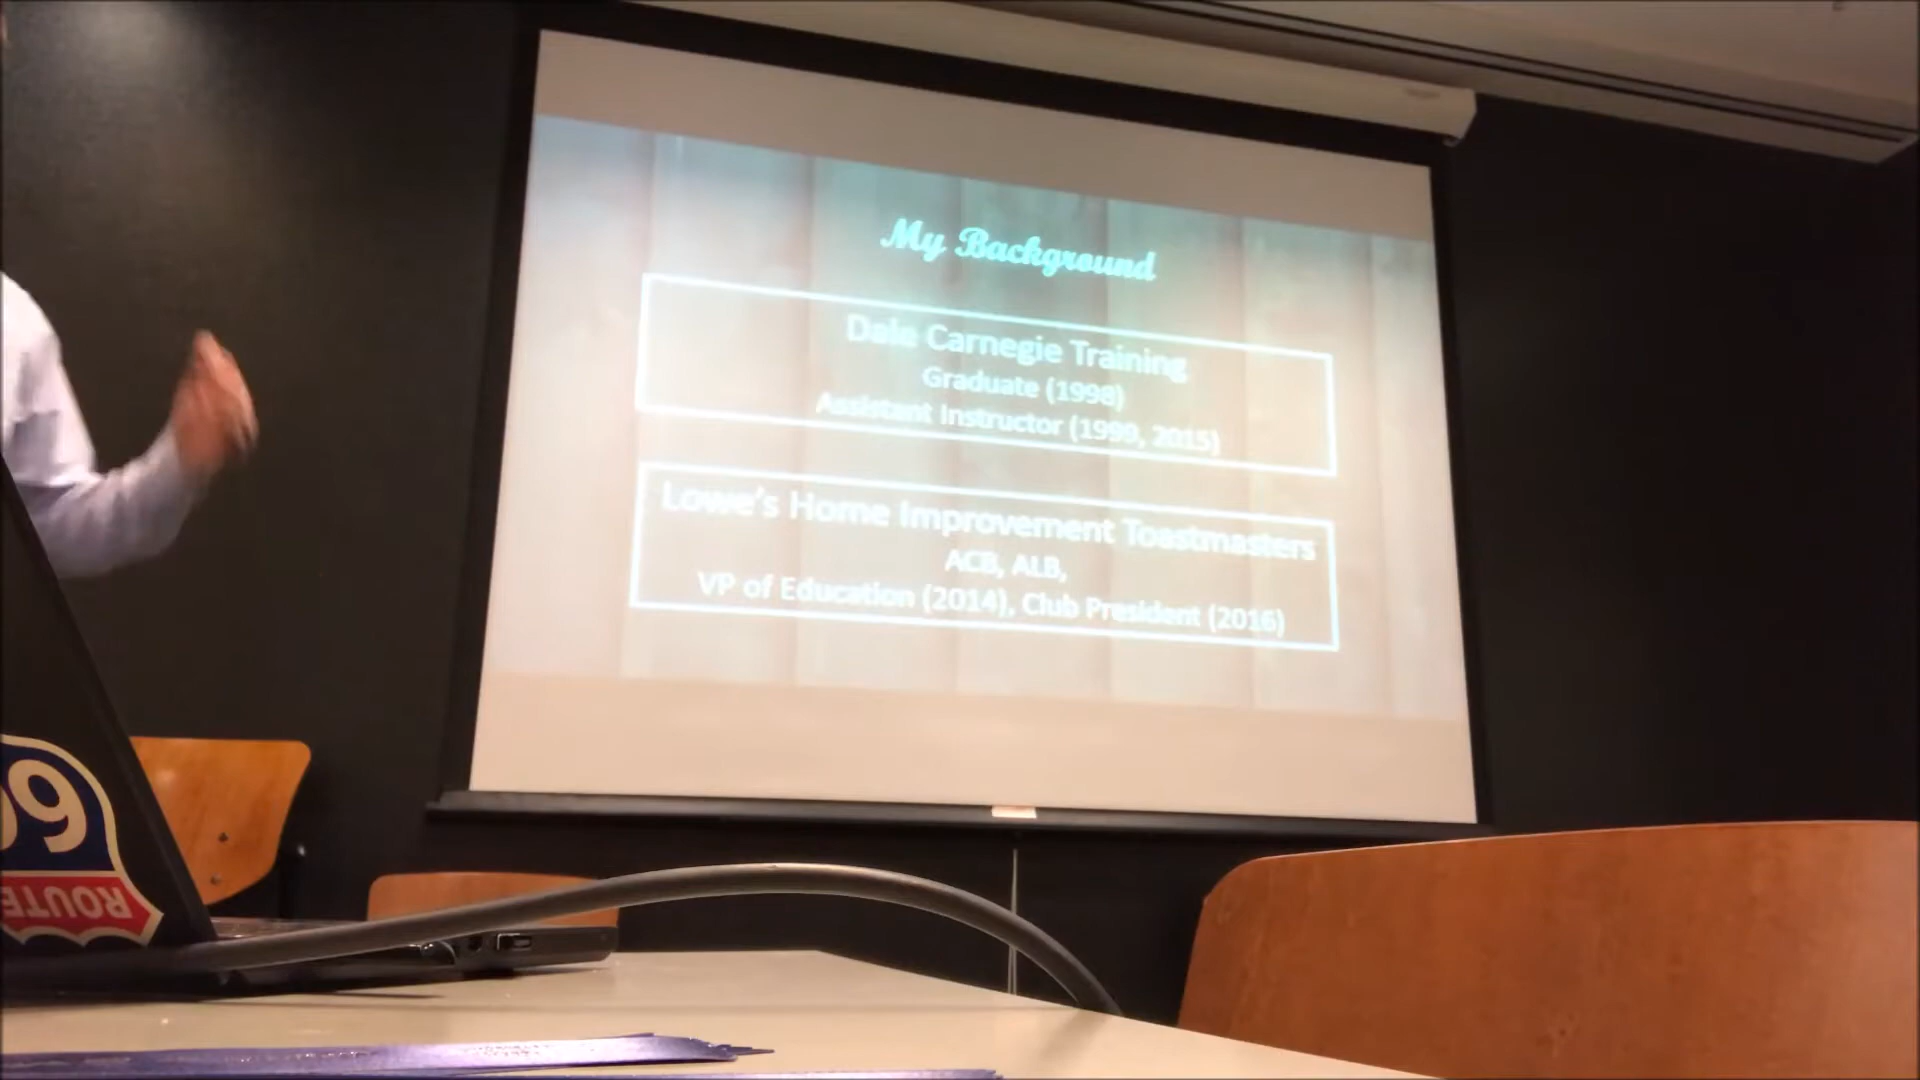 My Background
Dale Carnegie Training
Graduate (1998)
Assistant Instructor (1999, 2015)
Lowe's Home Improvement Toastmasters
ACB, ALB,
VP of Education (2014), Club President (2016)
ROUTE